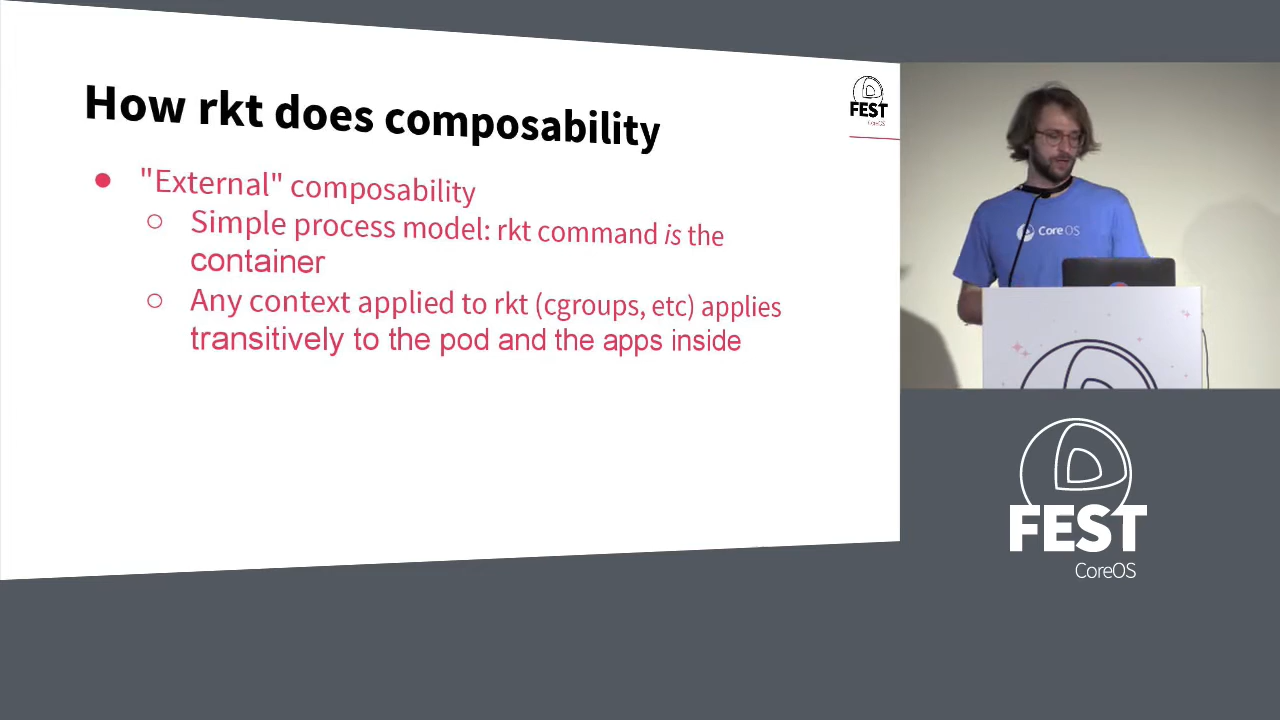 How rkt does composability
FEST
CoreOS
"External" composability
Simple process model: rkt command is the
container
Any context applied to rkt (cgroups, etc) applies
transitively to the pod and the apps inside
CoreOS
FEST
CoreOS